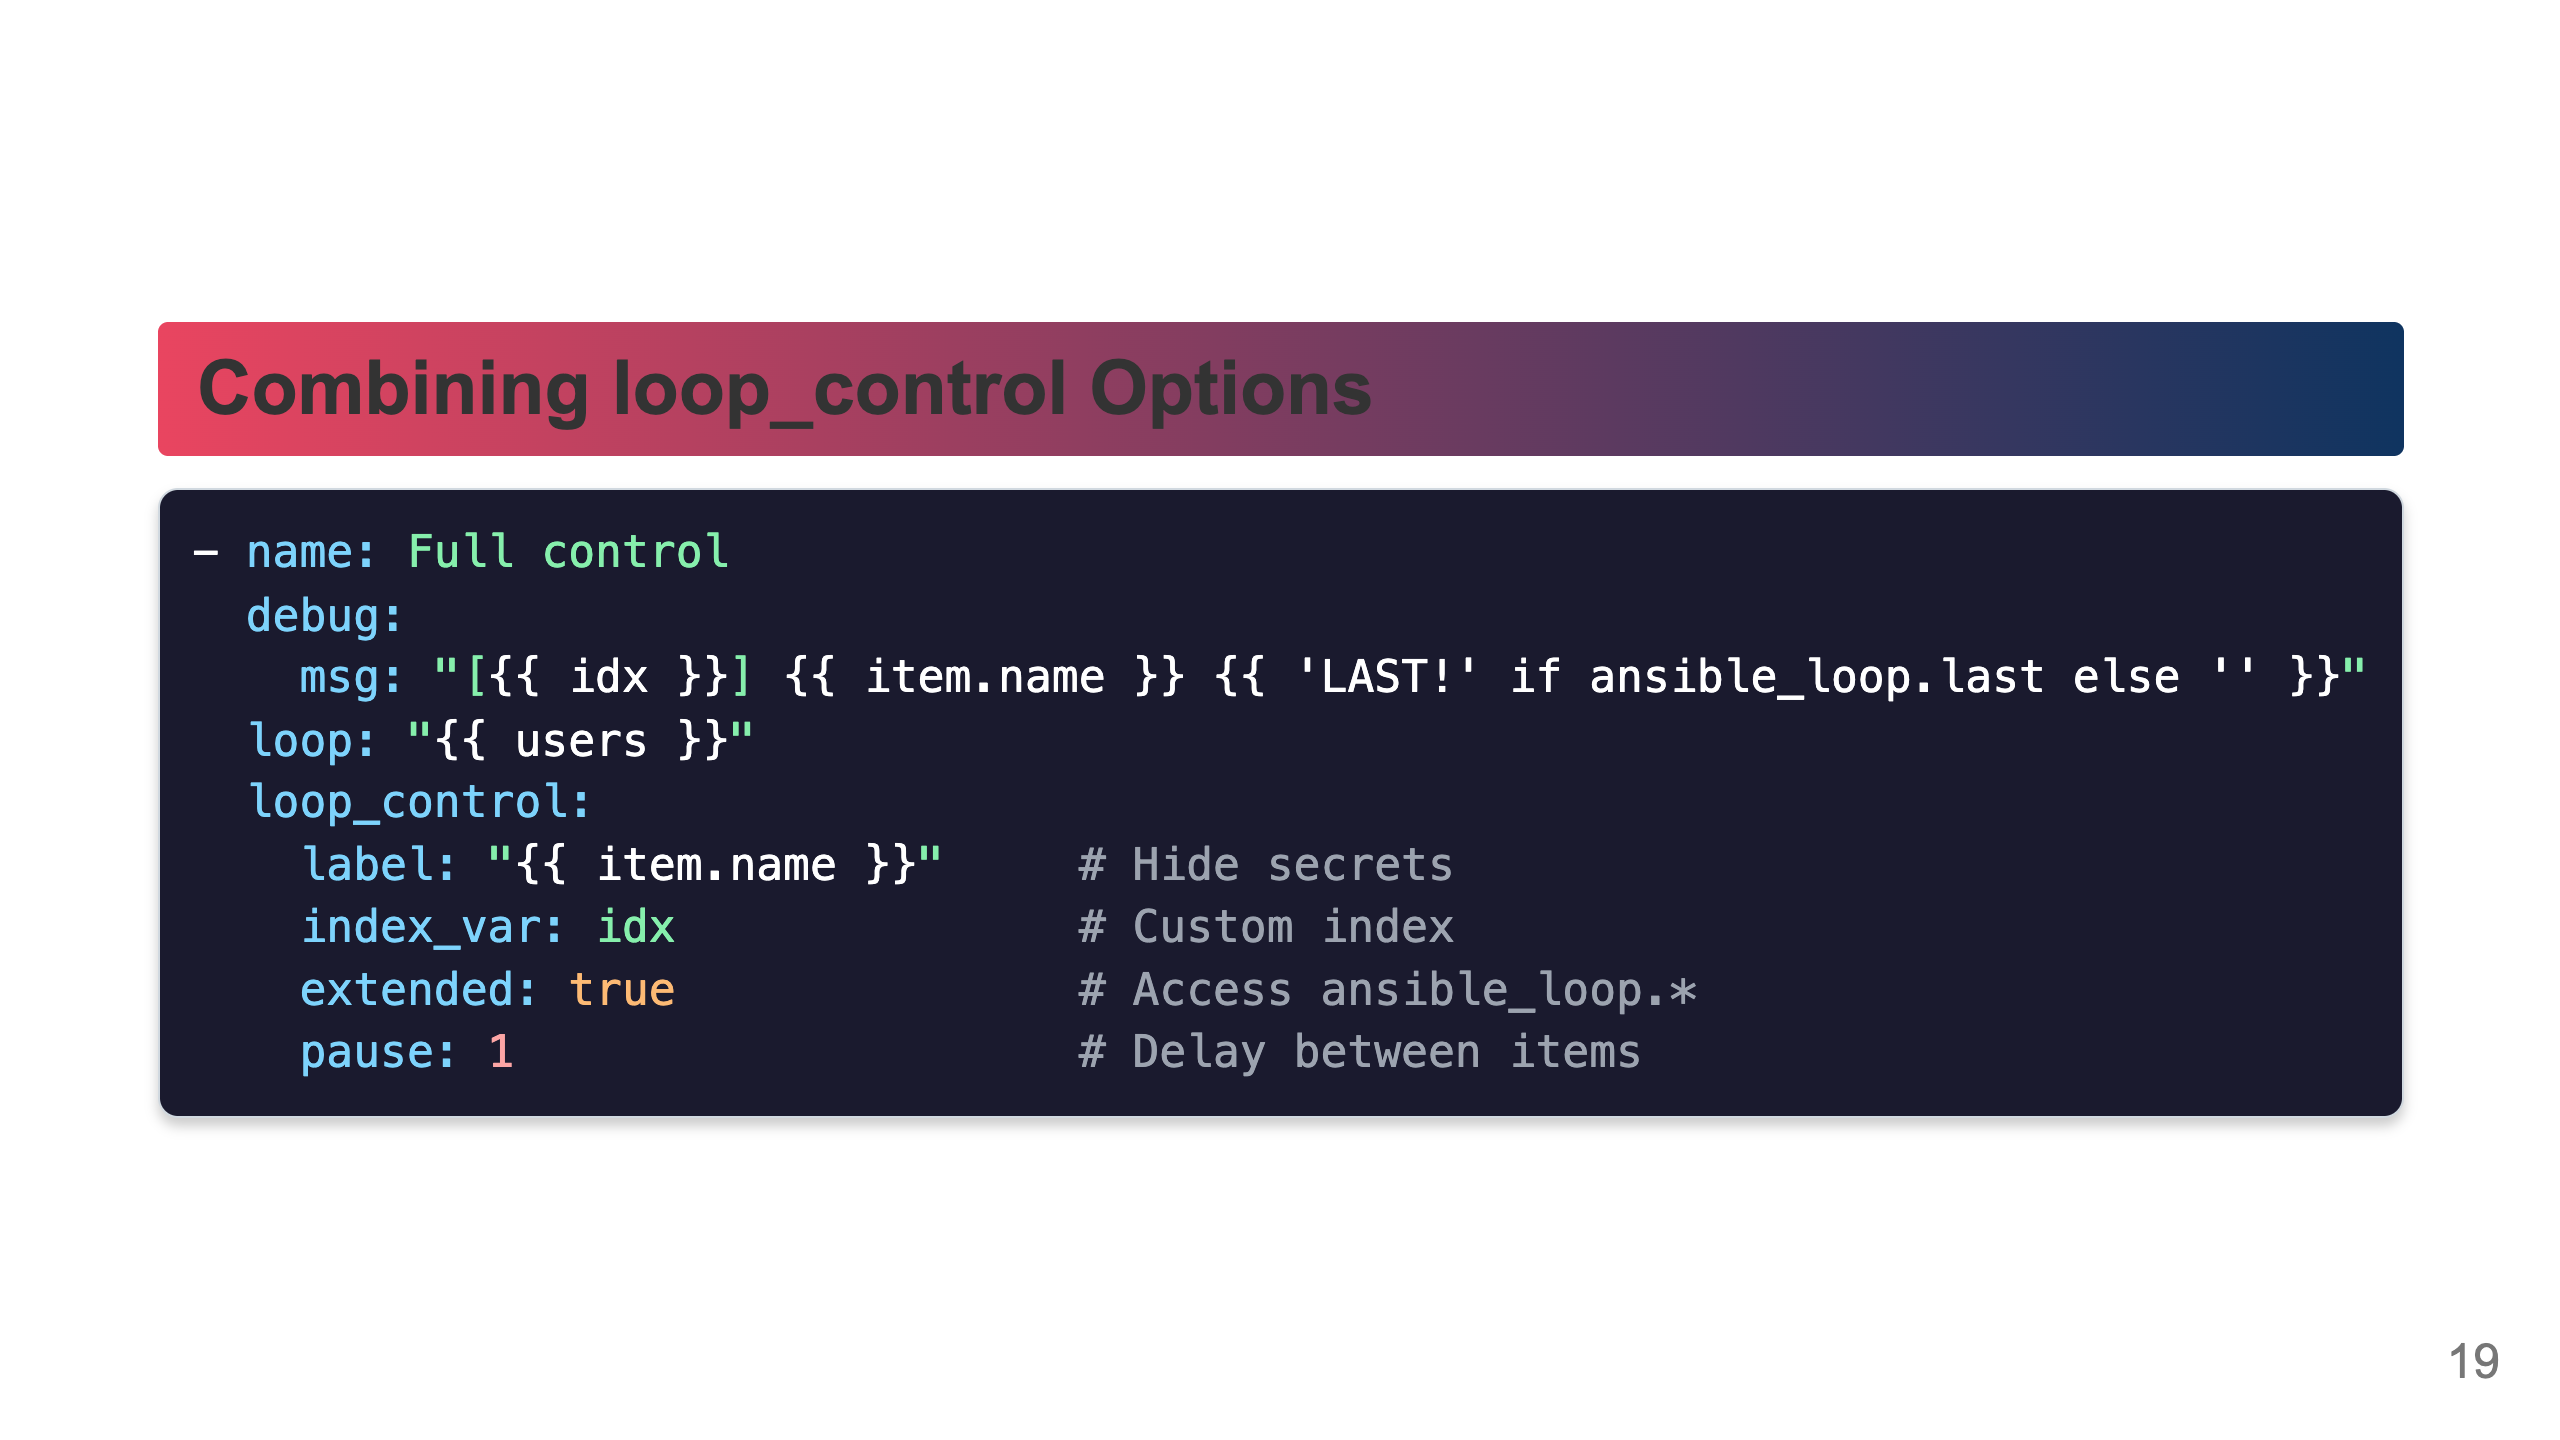 Combining loop_control Options
- name: Full control
  debug:
    msg: "[{{ idx }}] {{ item.name }} {{ 'LAST!' if ansible_loop.last else '' }}"
  loop: "{{ users }}"
  loop_control:
    label: "{{ item.name }}"     # Hide secrets
    index_var: idx               # Custom index
    extended: true               # Access ansible_loop.*
    pause: 1                     # Delay between items
19